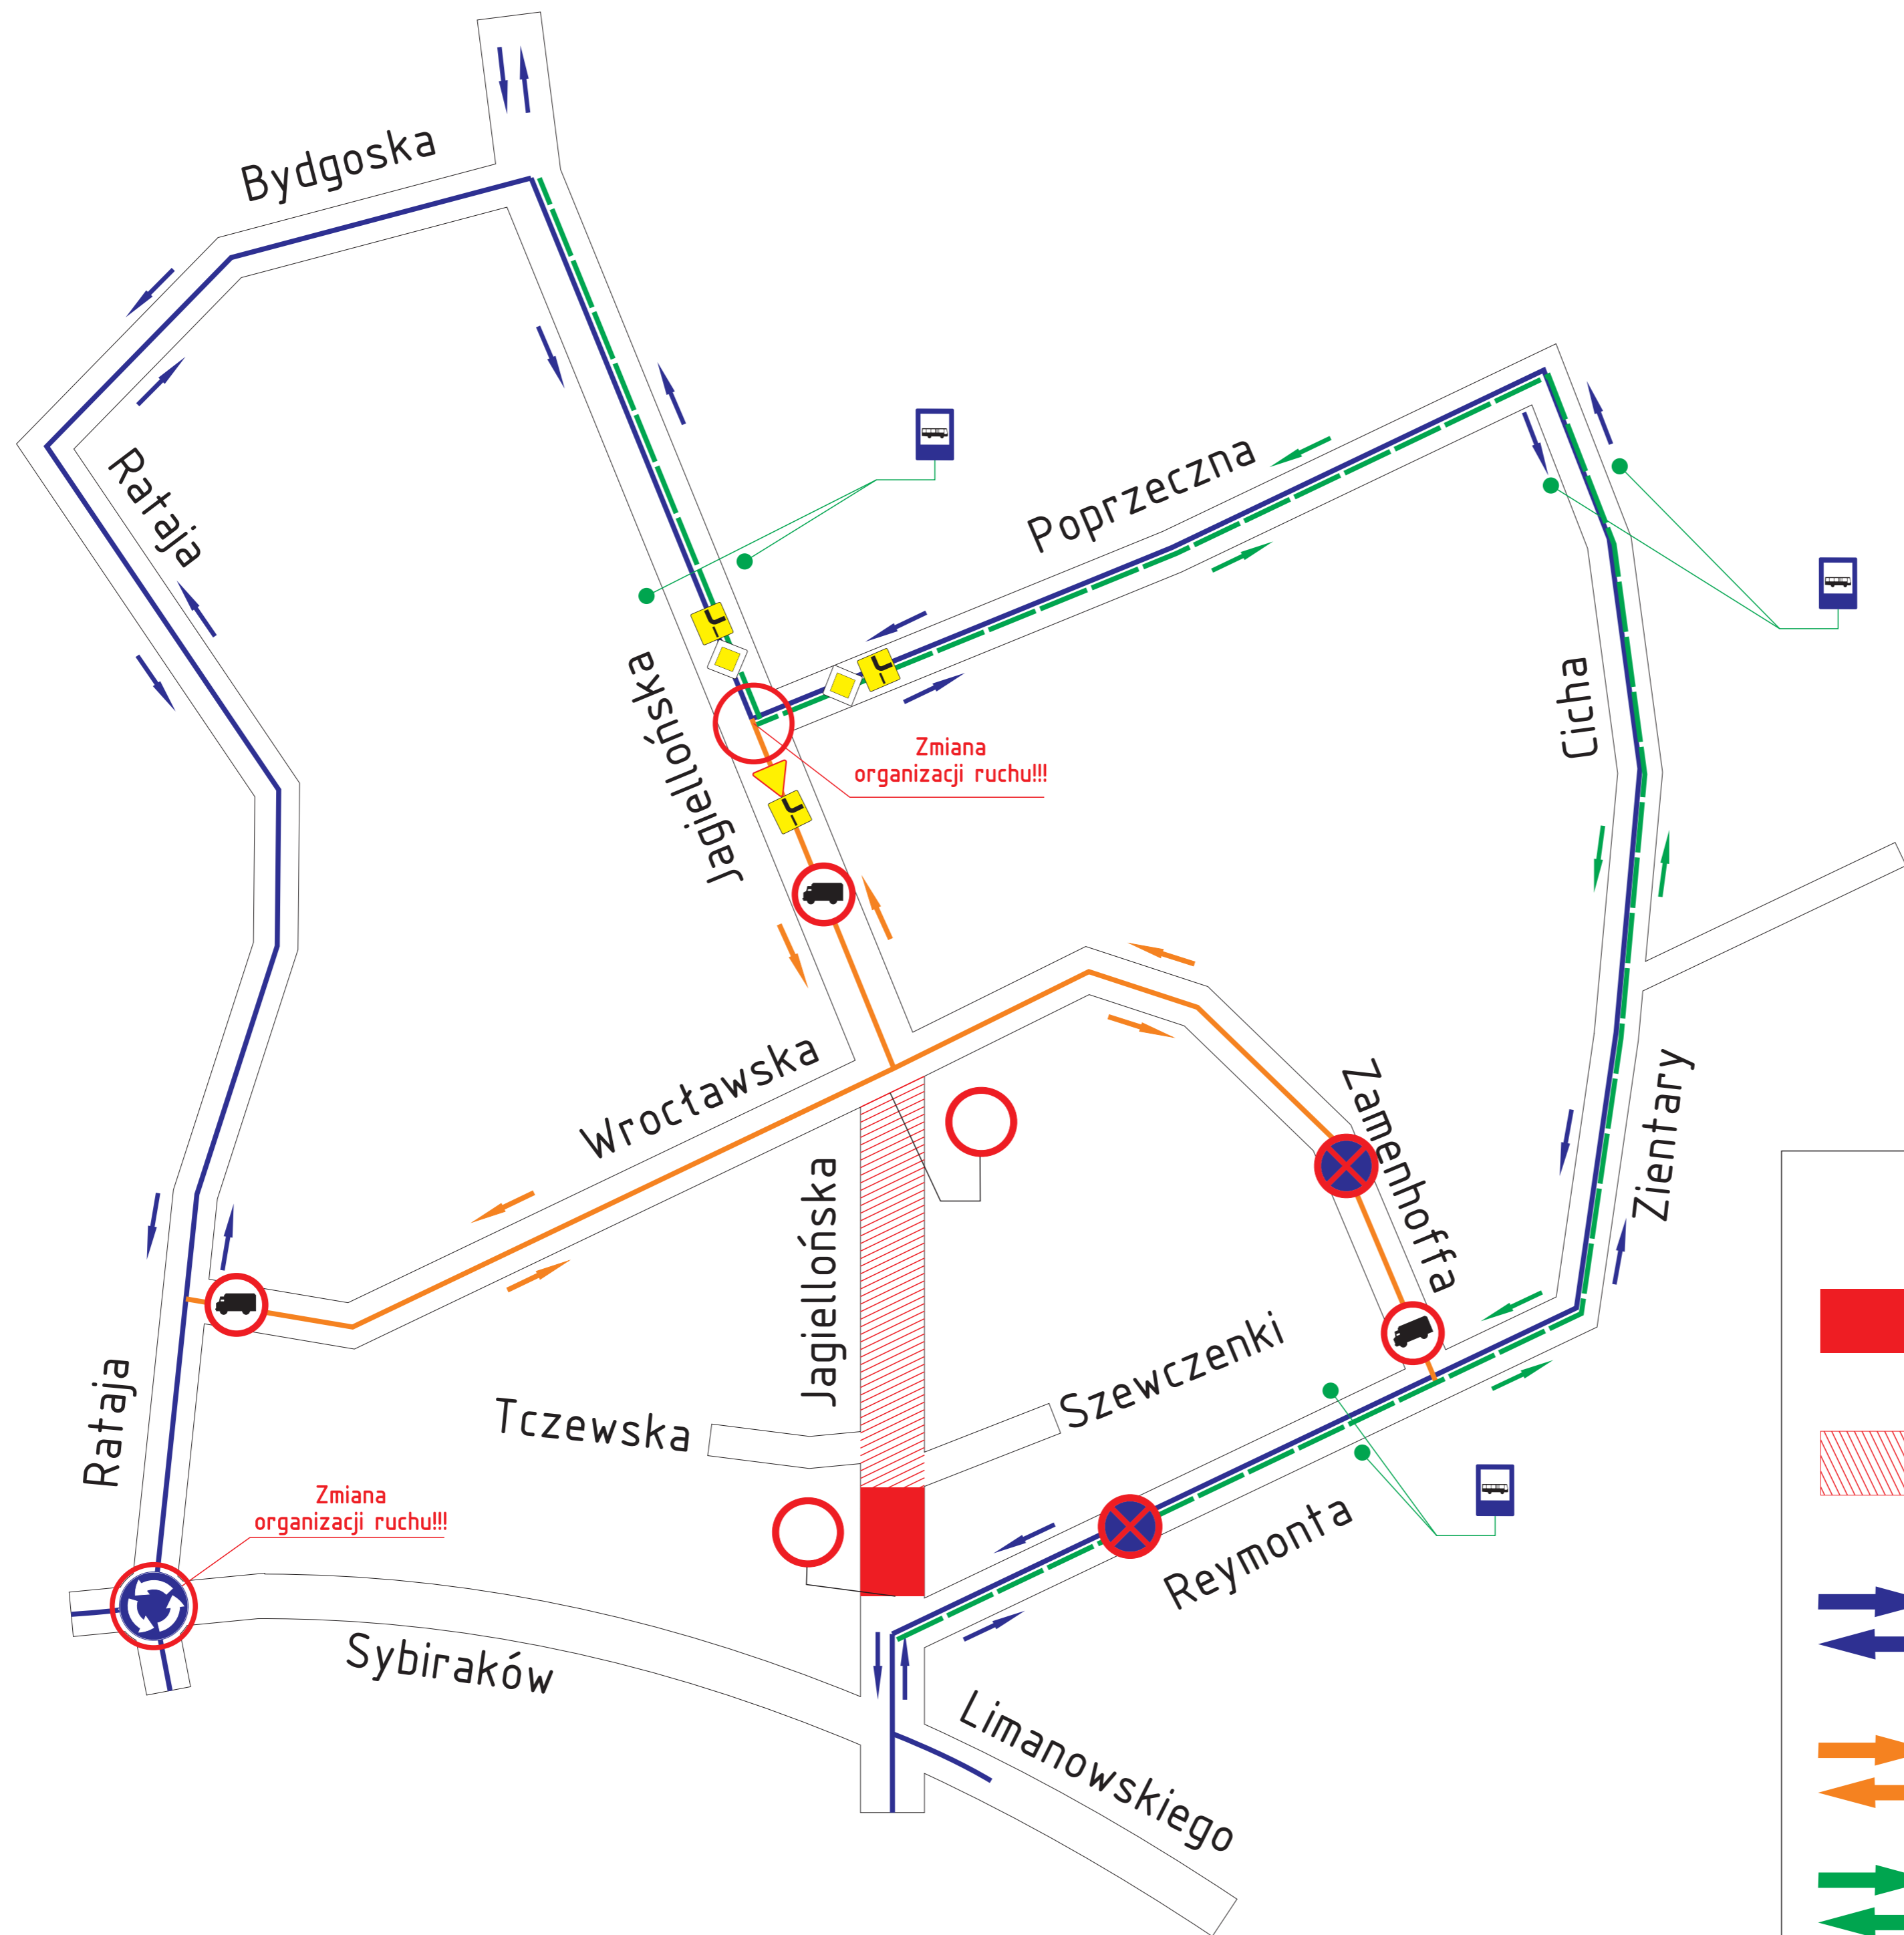 Bydgoska
Rataja
Poprzeczna
Jagiellońska
Zmiana
organizacji ruchu!!!
Cicha
Wrocławska
Zamenhoffa
Zientary
Jagiellońska
Rataja
Tczewska
Szewczenki
Zmiana
organizacji ruchu!!!
Reymonta
Sybiraków
Limanowskiego